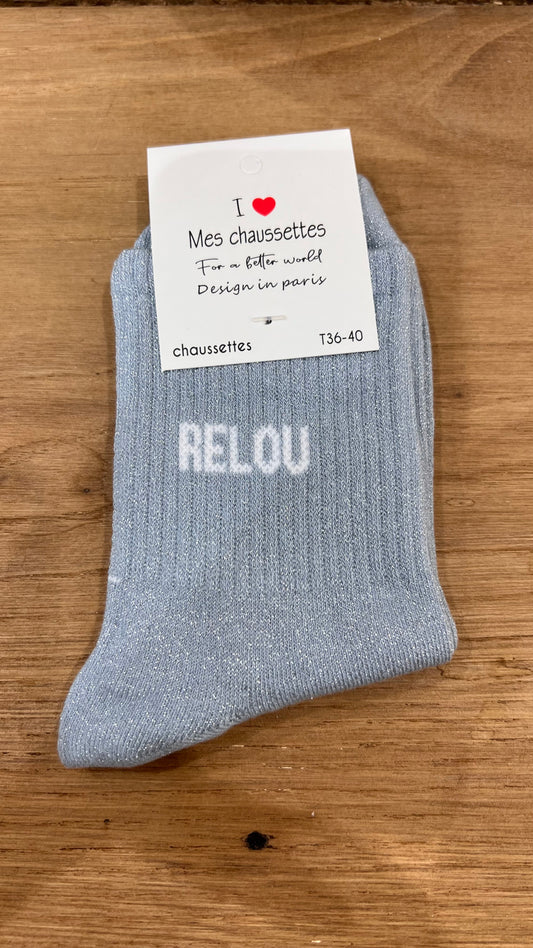 I ❤
Mes chaussettes
For a better world
Design in paris
chaussettes T36-40
RELOU